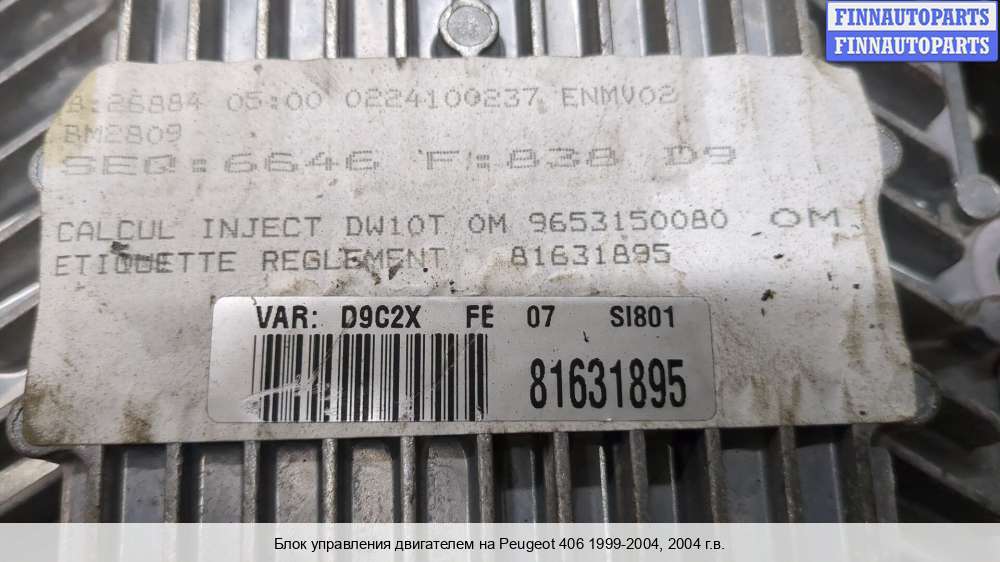 FINNAUTOPARTS
FINNAUTOPARTS
A:26884 05:00 0224100237 ENMV02
BM2809
SEQ:6646 F:838 D9
CALCUL INJECT DW10T OM 9653150080 OM
ETIQUETTE REGLEMENT 81631895
VAR: D9C2X FE 07 SI801
81631895
Блок управления двигателем на Peugeot 406 1999-2004, 2004 г.в.